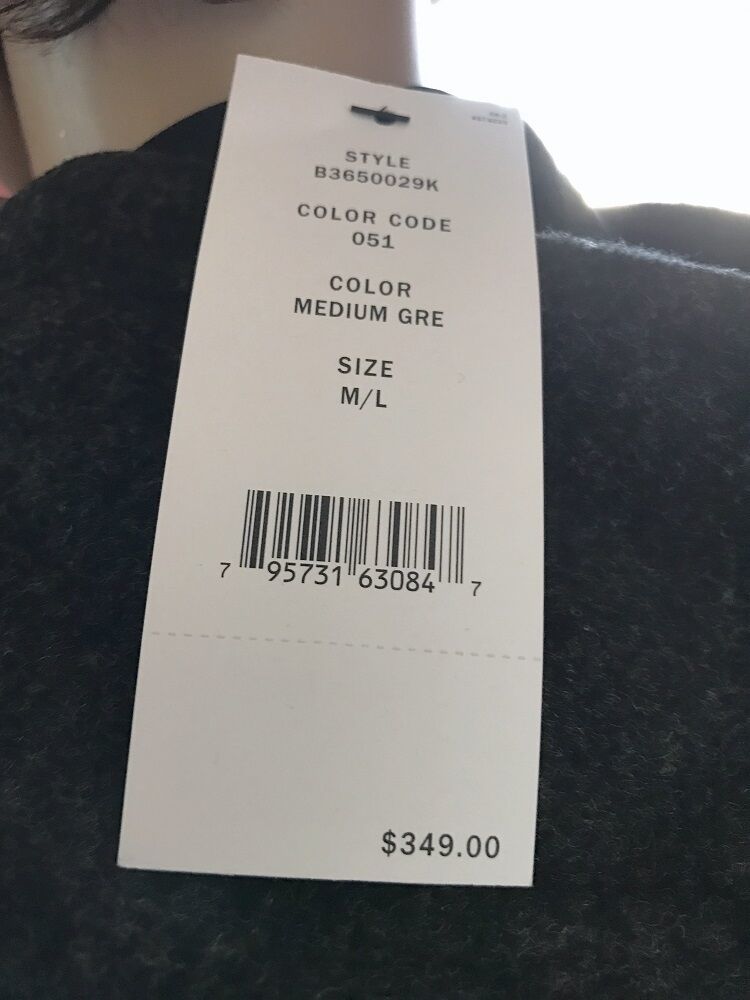 STYLE
B3650029K
COLOR CODE
051
COLOR
MEDIUM GRE
SIZE
M/L
7 95731 63084 7
$349.00